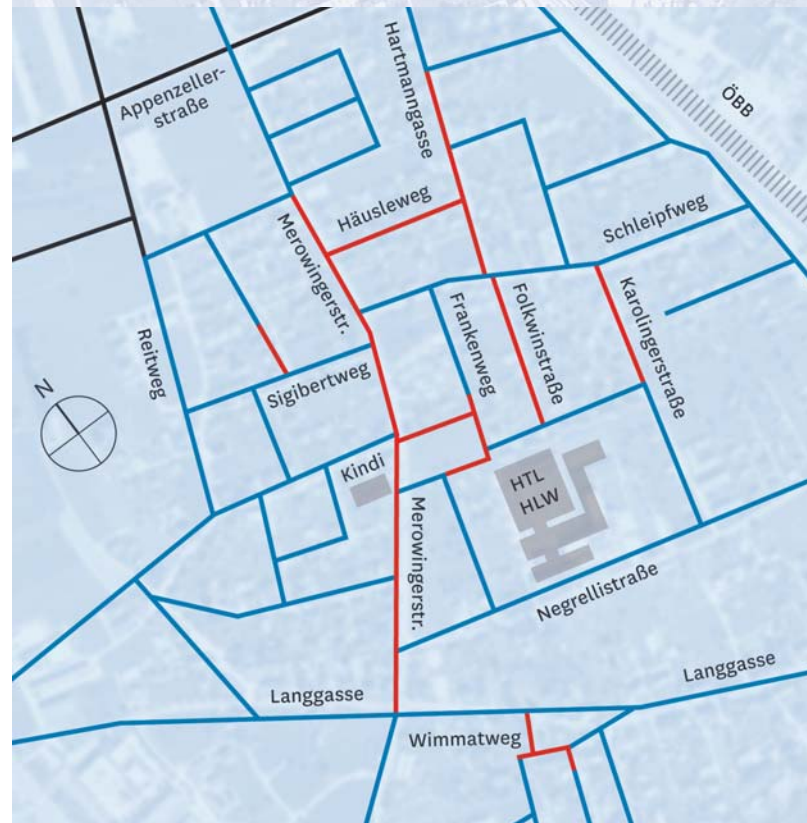 Appenzeller-
straße
Hartmanngasse
ÖBB
Häusleweg
Merowingerstr.
Schleipfweg
Reitweg
Sigibertweg
Frankenweg
Folkwinstraße
Karolingerstraße
N
Kindi
HTL
HLW
Merowingerstr.
Negrellistraße
Langgasse
Langgasse
Wimmatweg